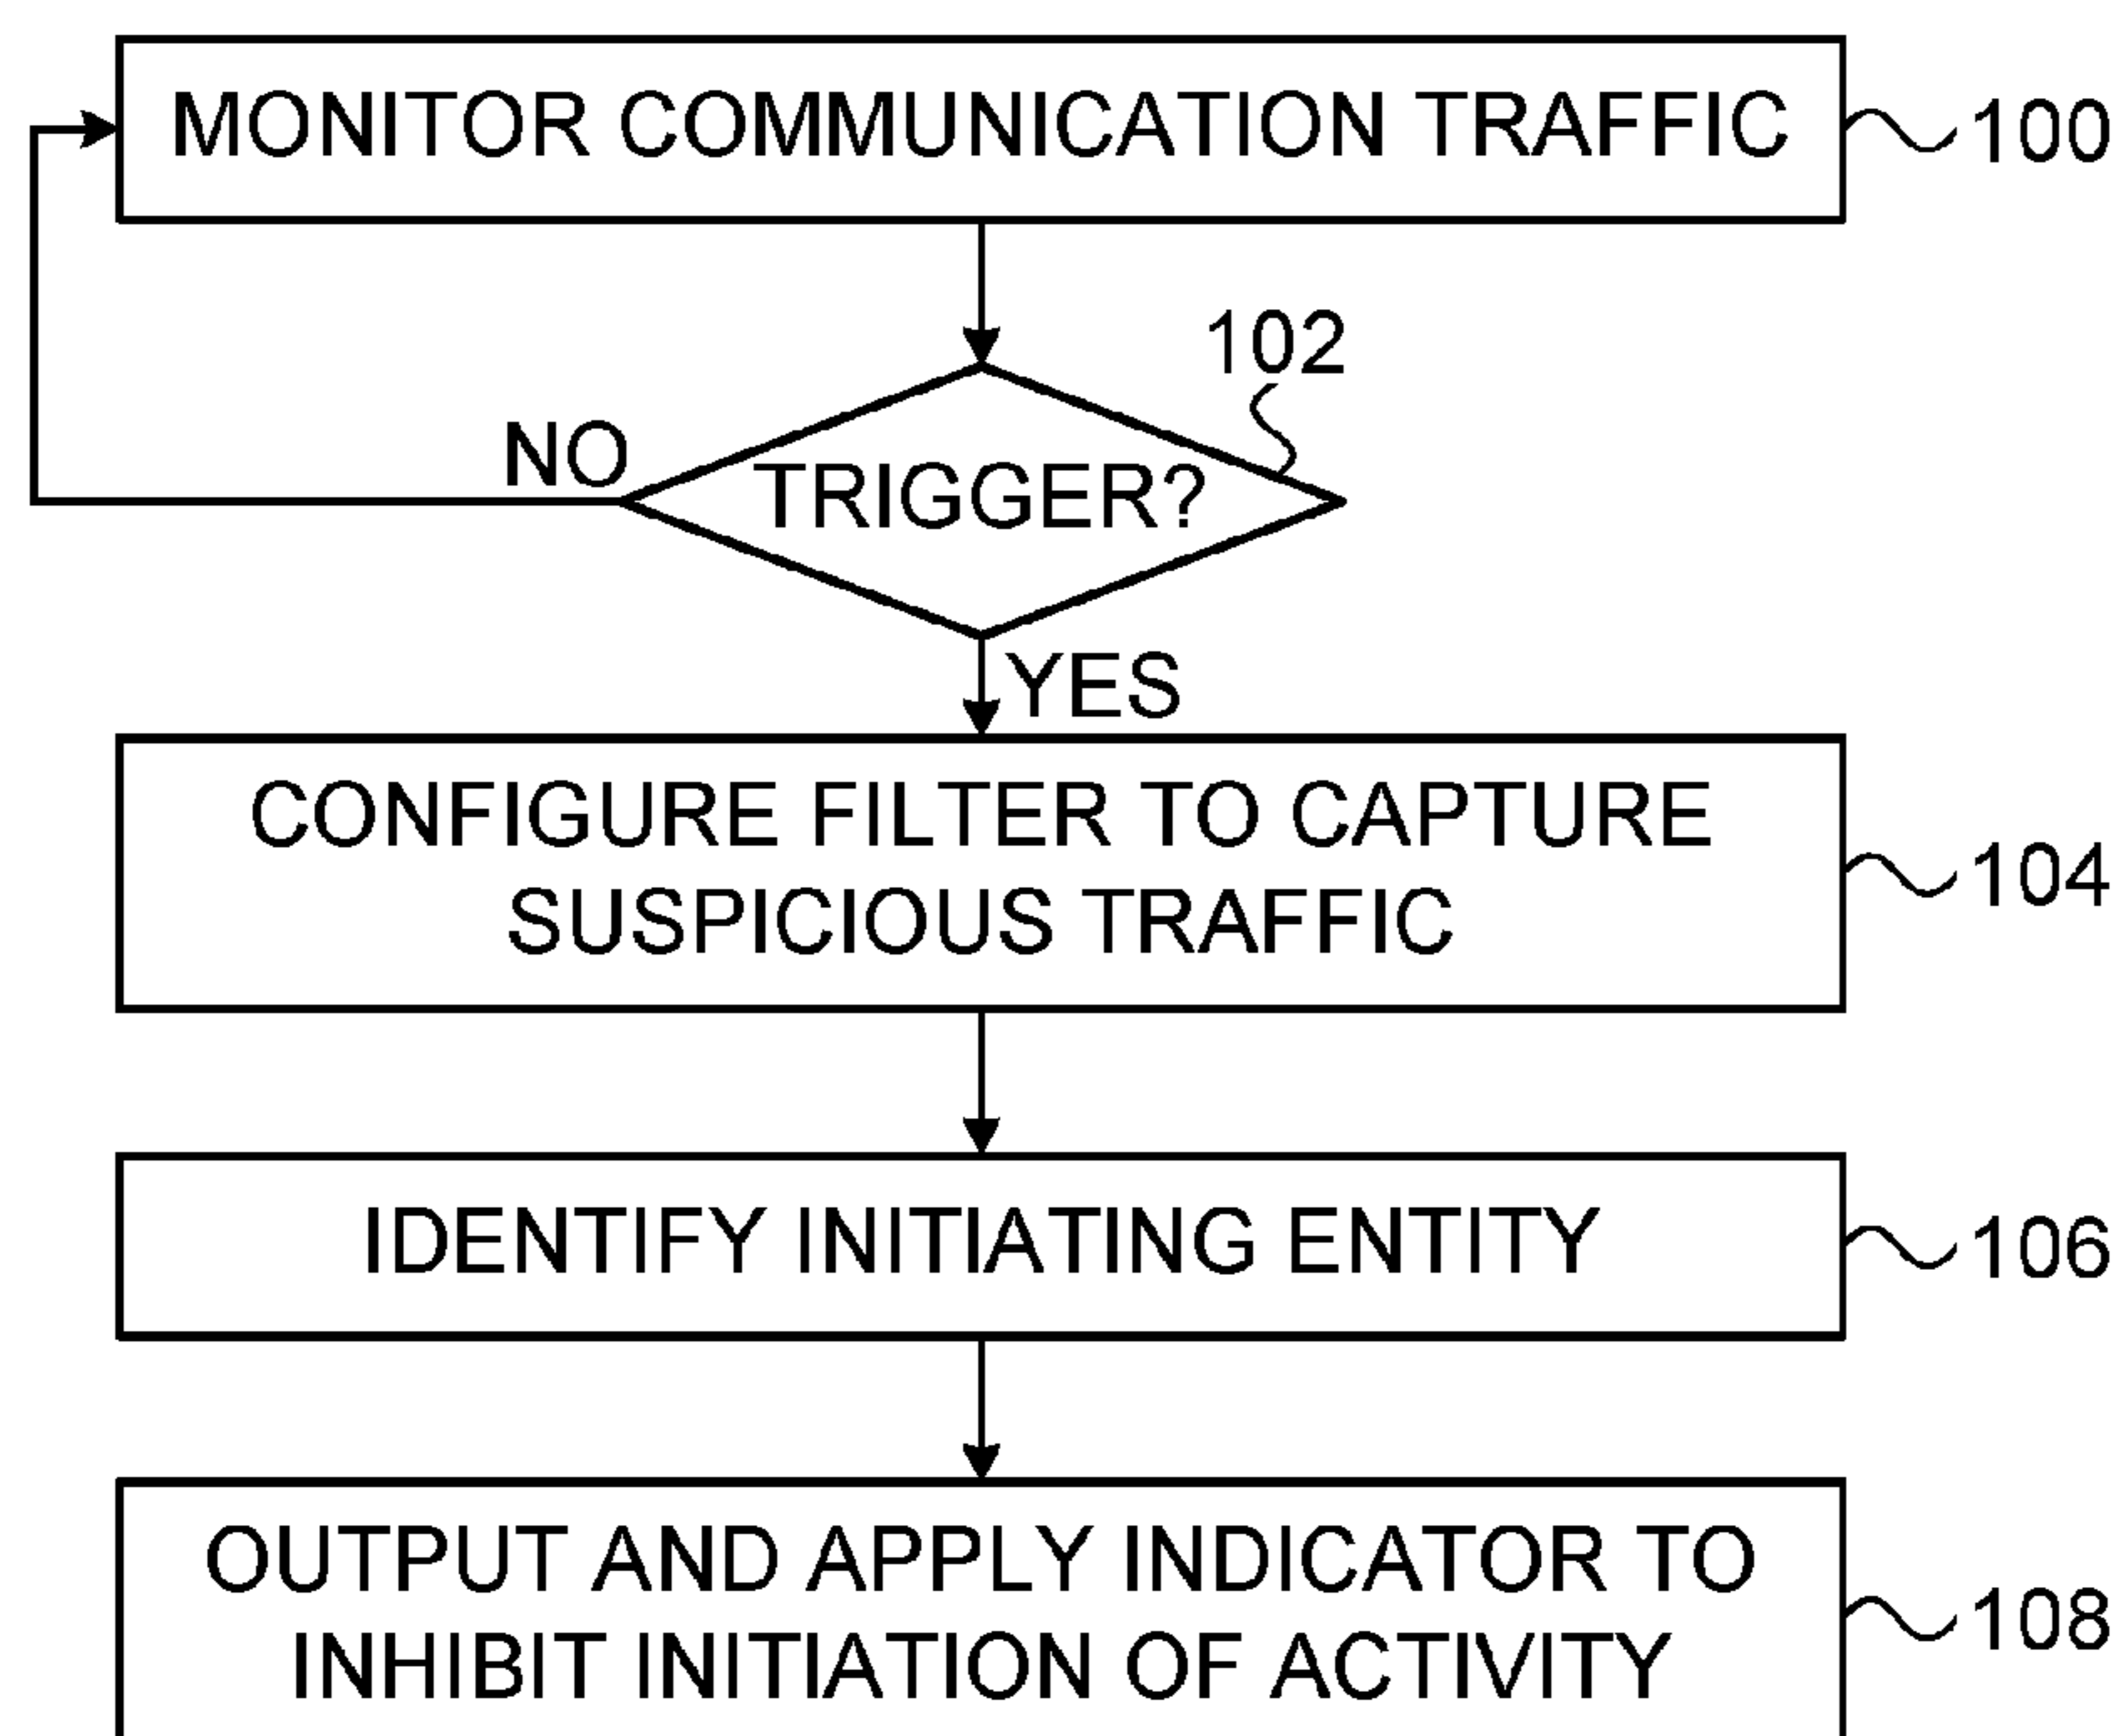 MONITOR COMMUNICATION TRAFFIC
100
102
NO
TRIGGER?
YES
CONFIGURE FILTER TO CAPTURE
SUSPICIOUS TRAFFIC
104
IDENTIFY INITIATING ENTITY
106
OUTPUT AND APPLY INDICATOR TO
INHIBIT INITIATION OF ACTIVITY
108